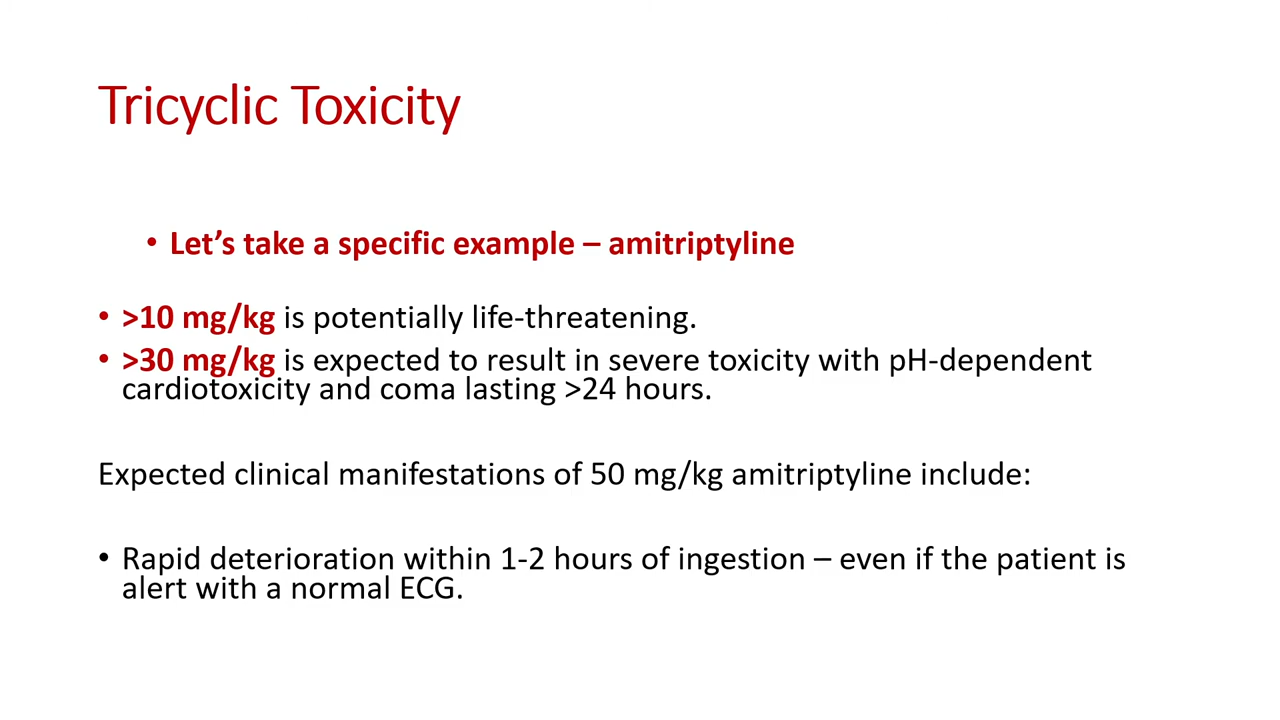 Tricyclic Toxicity
• Let’s take a specific example – amitriptyline
• >10 mg/kg is potentially life-threatening.
• >30 mg/kg is expected to result in severe toxicity with pH-dependent
cardiotoxicity and coma lasting >24 hours.
Expected clinical manifestations of 50 mg/kg amitriptyline include:
• Rapid deterioration within 1-2 hours of ingestion – even if the patient is
alert with a normal ECG.